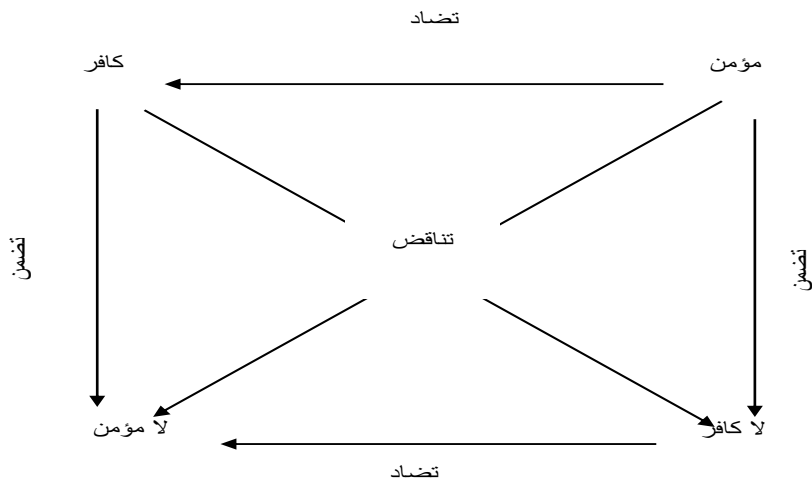 تضاد
مؤمن
كافر
تناقض
تضمن
تضمن
لا كافر
لا مؤمن
تضاد